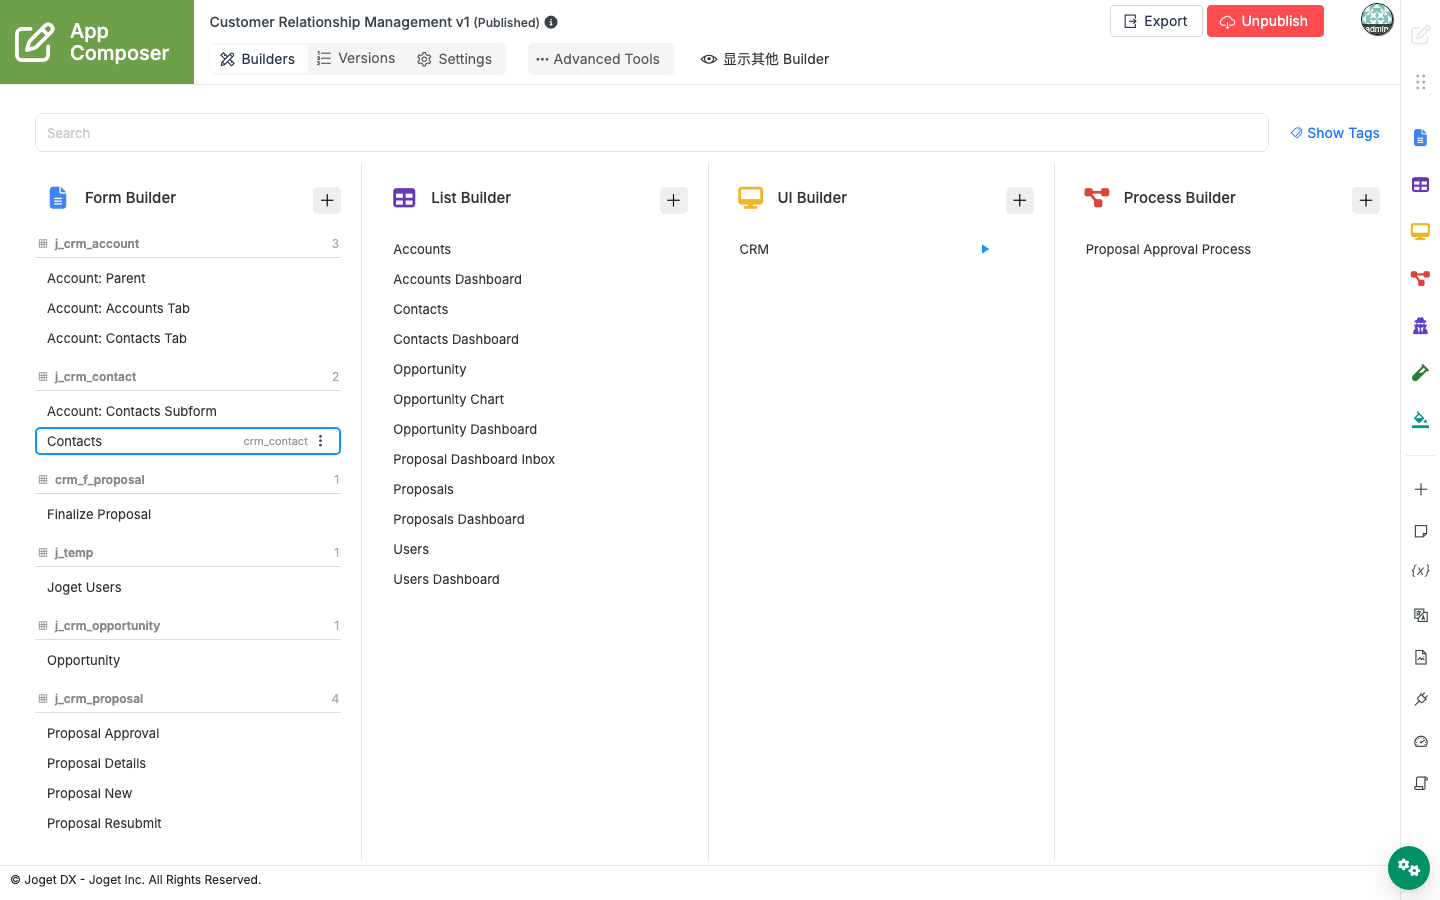 App Composer
Customer Relationship Management v1 (Published)
Export
Unpublish
admin
Builders
Versions
Settings
Advanced Tools
显示其他 Builder
Search
Show Tags
Form Builder
j_crm_account 3
Account: Parent
Account: Accounts Tab
Account: Contacts Tab
j_crm_contact 2
Account: Contacts Subform
Contacts crm_contact
crm_f_proposal 1
Finalize Proposal
j_temp 1
Joget Users
j_crm_opportunity 1
Opportunity
j_crm_proposal 4
Proposal Approval
Proposal Details
Proposal New
Proposal Resubmit
List Builder
Accounts
Accounts Dashboard
Contacts
Contacts Dashboard
Opportunity
Opportunity Chart
Opportunity Dashboard
Proposal Dashboard Inbox
Proposals
Proposals Dashboard
Users
Users Dashboard
UI Builder
CRM
Process Builder
Proposal Approval Process
{x}
© Joget DX - Joget Inc. All Rights Reserved.